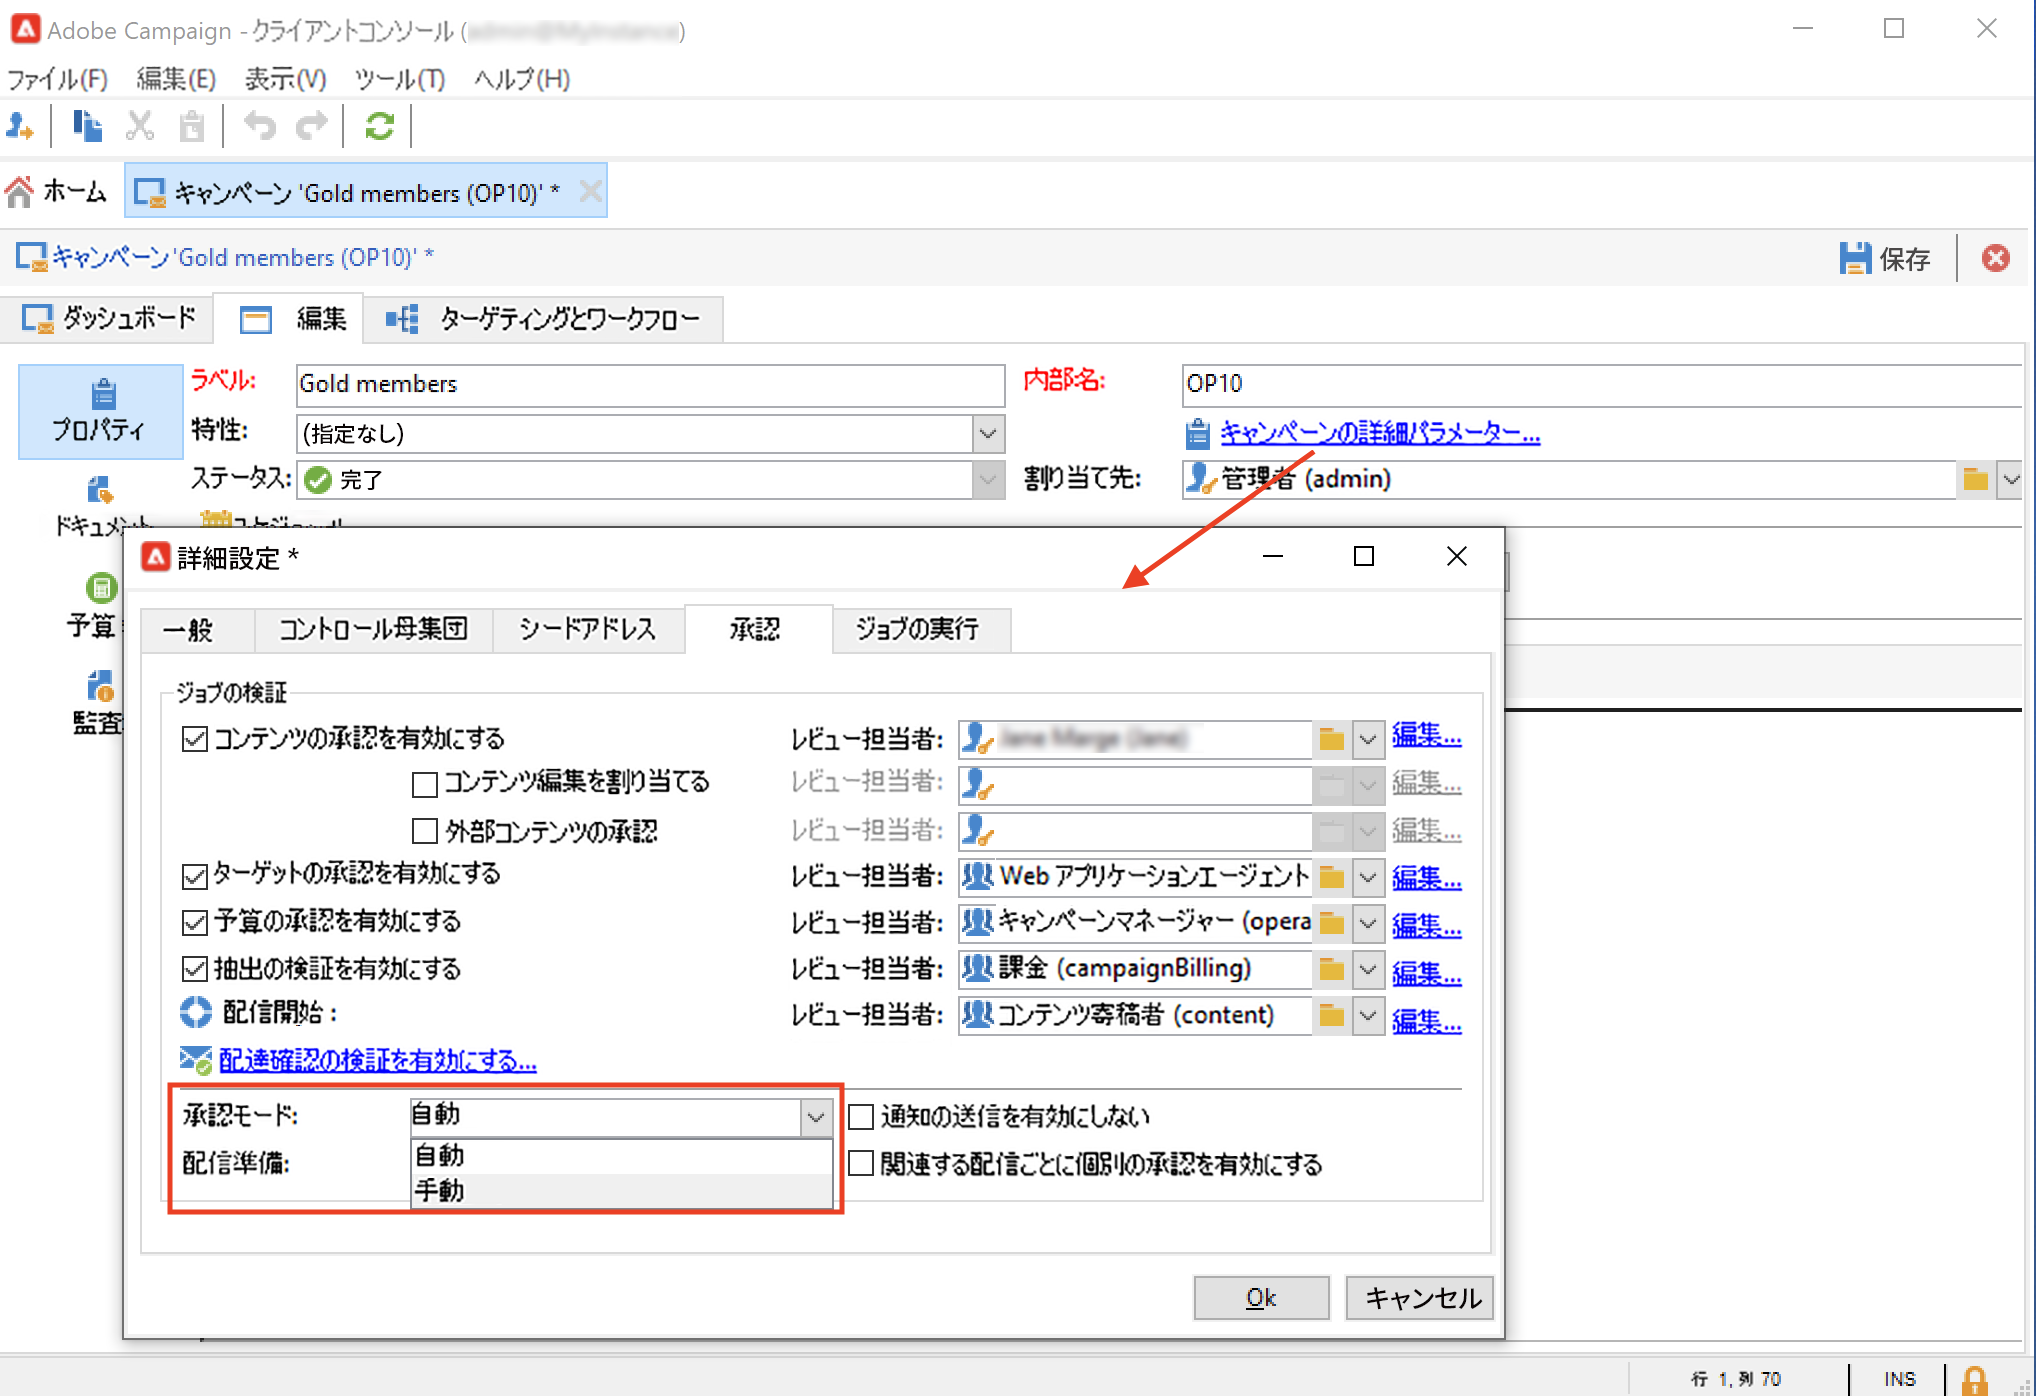 Adobe Campaign - クライアントコンソール (
ファイル(F) 編集(E) 表示(V) ツール(T) ヘルプ(H)
ホーム キャンペーン 'Gold members (OP10)' *
キャンペーン 'Gold members (OP10)' * 保存
ダッシュボード 編集 ターゲティングとワークフロー
プロパティ ラベル: Gold members 内部名: OP10
特性: (指定なし) キャンペーンの詳細パラメーター...
ステータス: 完了 割り当て先: 管理者 (admin)
ドキュメント スケジュール
予算
監査
詳細設定 *
一般 コントロール母集団 シードアドレス 承認 ジョブの実行
ジョブの検証
コンテンツの承認を有効にする レビュー担当者: 編集...
コンテンツ編集を割り当てる レビュー担当者: 編集...
外部コンテンツの承認 レビュー担当者: 編集...
ターゲットの承認を有効にする レビュー担当者: Web アプリケーションエージェント 編集...
予算の承認を有効にする レビュー担当者: キャンペーンマネージャー (opera 編集...
抽出の検証を有効にする レビュー担当者: 課金 (campaignBilling) 編集...
配信開始 : レビュー担当者: コンテンツ寄稿者 (content) 編集...
配達確認の検証を有効にする...
承認モード: 自動 通知の送信を有効にしない
配信準備: 自動 関連する配信ごとに個別の承認を有効にする
手動
Ok キャンセル
行 1, 列 70 INS